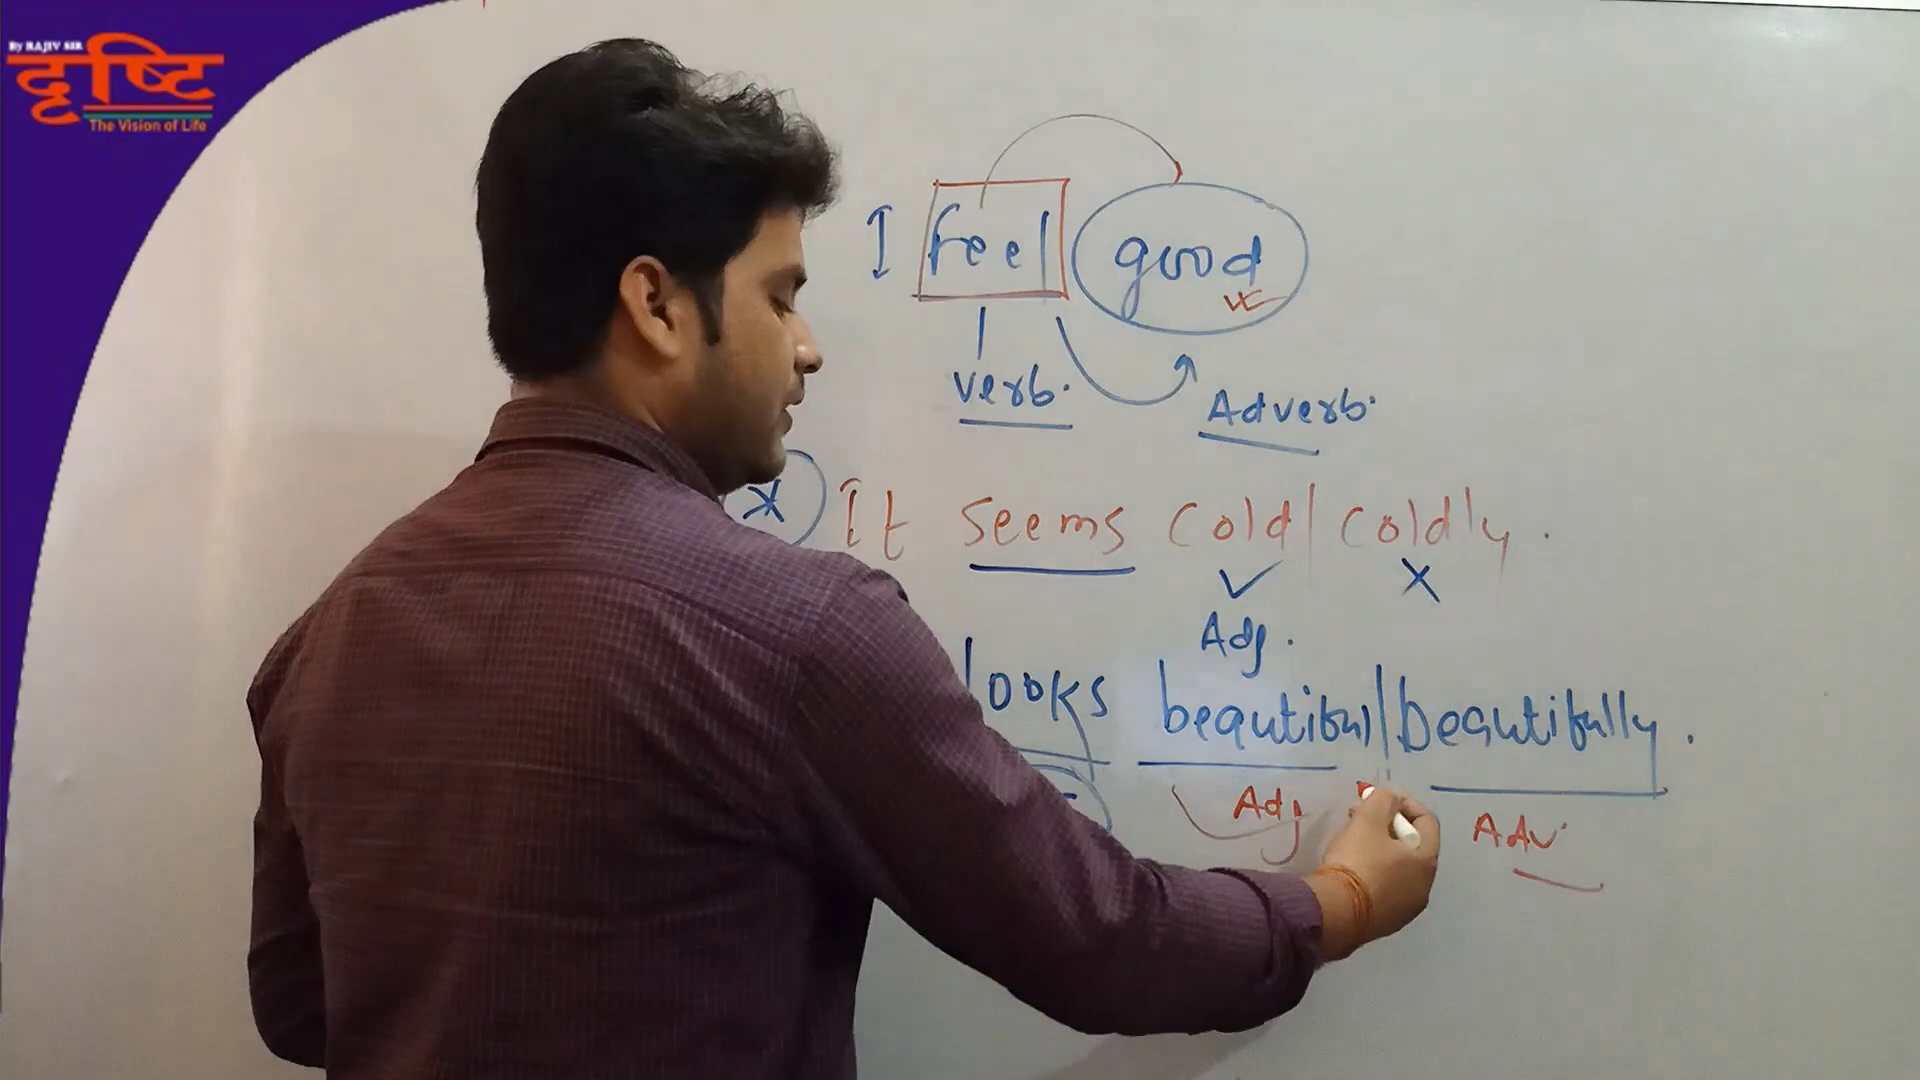 By RAJIV SIR
दृष्टि
The Vision of Life
I feel good
verb.
Adverb.
It seems cold | coldly.
Adj.
looks beautiful | beautifully.
Adj
Adv